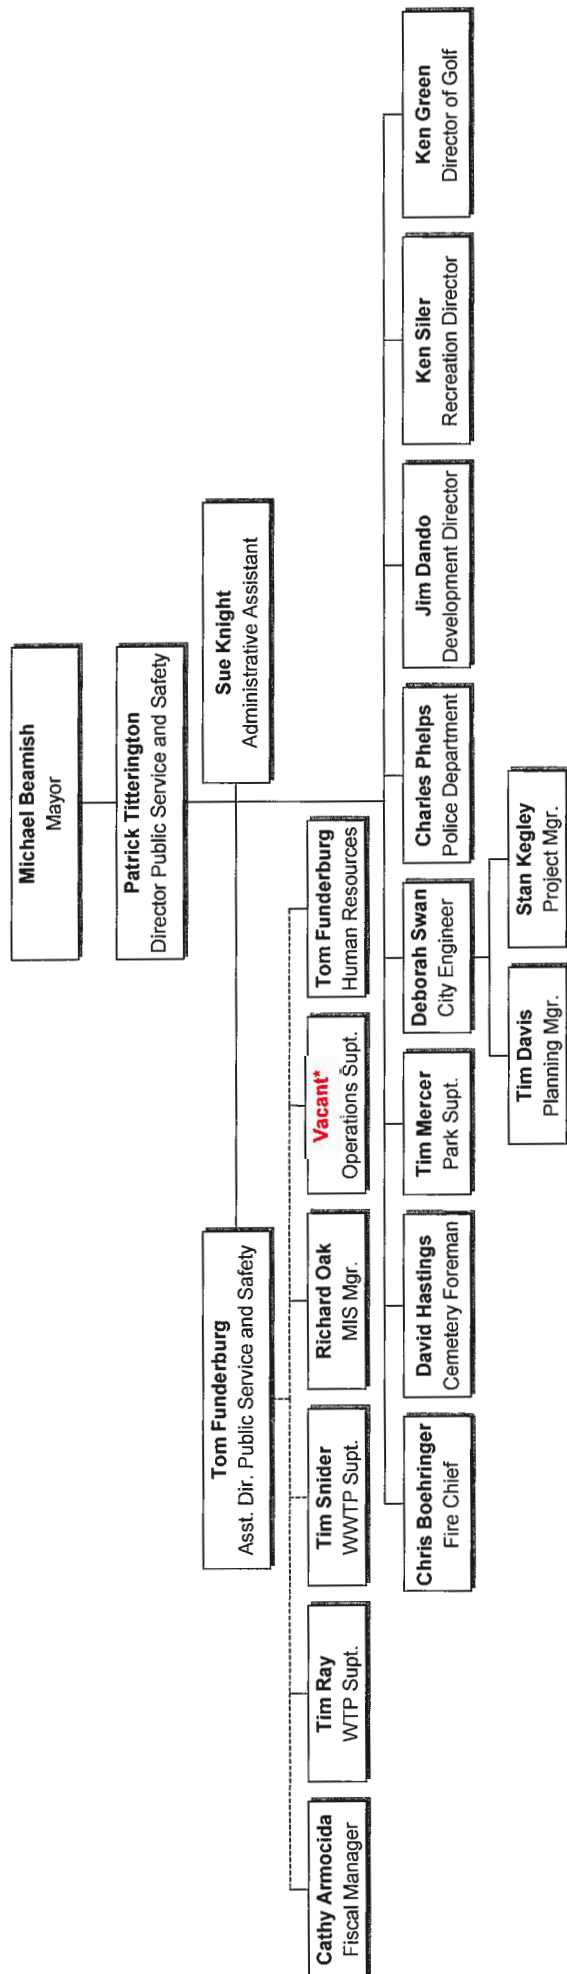 Michael Beamish
Mayor
Patrick Titterington
Director Public Service and Safety
Tom Funderburg
Asst. Dir. Public Service and Safety
Sue Knight
Administrative Assistant
Cathy Armocida
Fiscal Manager
Tim Ray
WTP Supt.
Tim Snider
WWTP Supt.
Richard Oak
MIS Mgr.
Vacant*
Operations Supt.
Tom Funderburg
Human Resources
Chris Boehringer
Fire Chief
David Hastings
Cemetery Foreman
Tim Mercer
Park Supt.
Deborah Swan
City Engineer
Charles Phelps
Police Department
Jim Dando
Development Director
Ken Siler
Recreation Director
Ken Green
Director of Golf
Tim Davis
Planning Mgr.
Stan Kegley
Project Mgr.